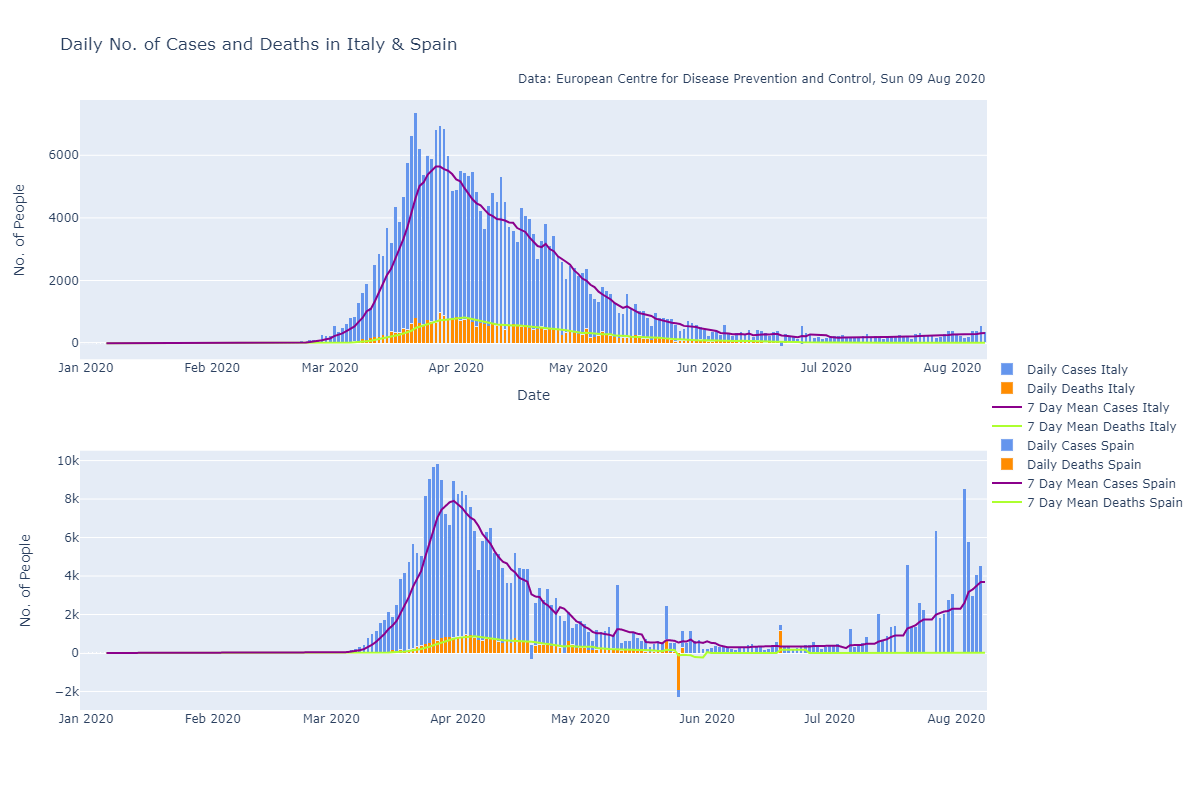 Daily No. of Cases and Deaths in Italy & Spain
Data: European Centre for Disease Prevention and Control, Sun 09 Aug 2020
No. of People
6000
4000
2000
0
Jan 2020 Feb 2020 Mar 2020 Apr 2020 May 2020 Jun 2020 Jul 2020 Aug 2020
Date
Daily Cases Italy
Daily Deaths Italy
7 Day Mean Cases Italy
7 Day Mean Deaths Italy
Daily Cases Spain
Daily Deaths Spain
7 Day Mean Cases Spain
7 Day Mean Deaths Spain
No. of People
10k
8k
6k
4k
2k
0
−2k
Jan 2020 Feb 2020 Mar 2020 Apr 2020 May 2020 Jun 2020 Jul 2020 Aug 2020